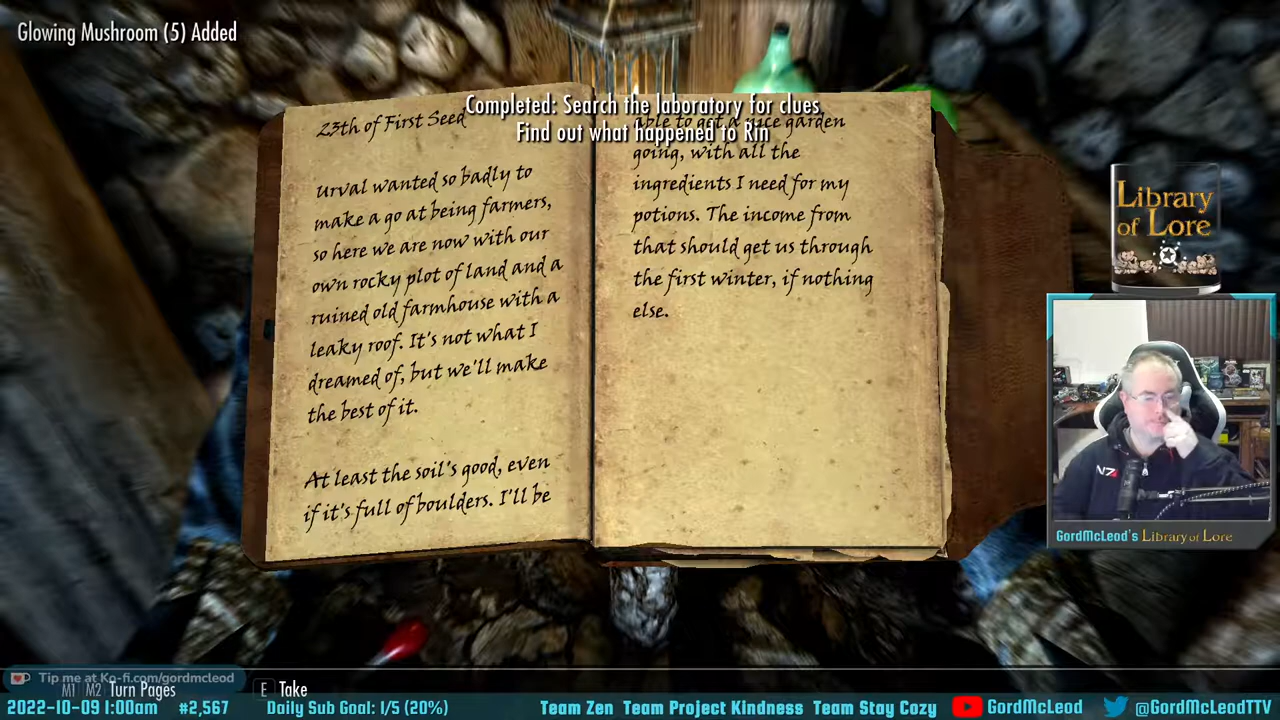 Glowing Mushroom (5) Added
Completed: Search the laboratory for clues
Find out what happened to Rin
23th of First Seed
Urval wanted so badly to
make a go at being farmers,
so here we are now with our
own rocky plot of land and a
ruined old farmhouse with a
leaky roof. It's not what I
dreamed of, but we'll make
the best of it.
At least the soil's good, even
if it's full of boulders. I'll be
able to get a nice garden
going, with all the
ingredients I need for my
potions. The income from
that should get us through
the first winter, if nothing
else.
Library
of Lore
N7
GordMcLeod's Library of Lore
Tip me at Ko-fi.com/gordmcleod
M1 M2 Turn Pages
E Take
2022-10-09 1:00am #2,567 Daily Sub Goal: 1/5 (20%) Team Zen Team Project Kindness Team Stay Cozy GordMcLeod @GordMcLeodTTV